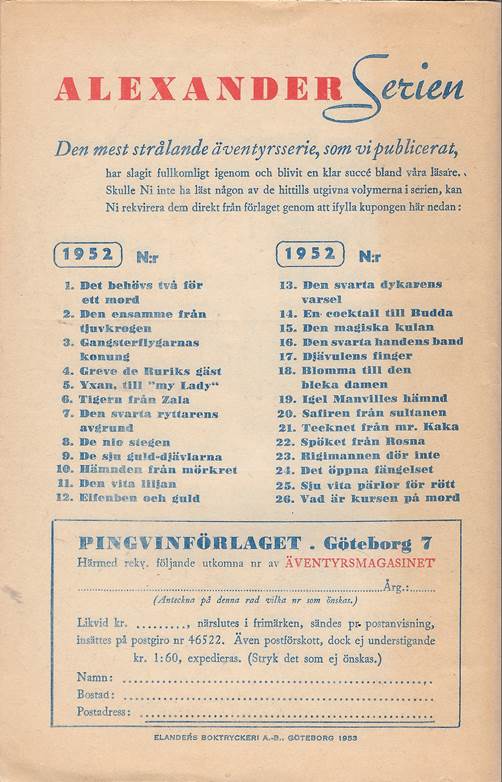 ALEXANDER Serien
Den mest strålande äventyrsserie, som vi publicerat,
har slagit fullkomligt igenom och blivit en klar succé bland våra läsare.
Skulle Ni inte ha läst någon av de hittills utgivna volymerna i serien, kan
Ni rekvirera dem direkt från förlaget genom att ifylla kupongen här nedan:
1952 N:r
1. Det behövs två för
ett mord
2. Den ensamme från
tjuvkrogen
3. Gangsterflygarnas
konung
4. Greve de Ruriks gäst
5. Yxan, till "my Lady"
6. Tigern från Zala
7. Den svarta ryttarens
avgrund
8. De nio stegen
9. De sju guld-djävlarna
10. Hämnden från mörkret
11. Den vita liljan
12. Elfenben och guld
1952 N:r
13. Den svarta dykarens
varsel
14. En cocktail till Budda
15. Den magiska kulan
16. Den svarta handens band
17. Djävulens finger
18. Blomma till den
bleka damen
19. Igel Manvilles hämnd
20. Safiren från sultanen
21. Tecknet från mr. Kaka
22. Spöket från Rosna
23. Rigimannen dör inte
24. Det öppna fängelset
25. Sju vita pärlor för rött
26. Vad är kursen på mord
PINGVINFÖRLAGET . Göteborg 7
Härmed rekv. följande utkomna nr av ÄVENTYRSMAGASINET
Årg.:
(Anteckna på denna rad vilka nr som önskas.)
Likvid kr. ........., närslutes i frimärken, sändes pr. postanvisning,
insättes på postgiro nr 46522. Även postförskott, dock ej understigande
kr. 1:60, expedieras. (Stryk det som ej önskas.)
Namn:
Bostad:
Postadress:
ELANDERS BOKTRYCKERI A.-B., GÖTEBORG 1953